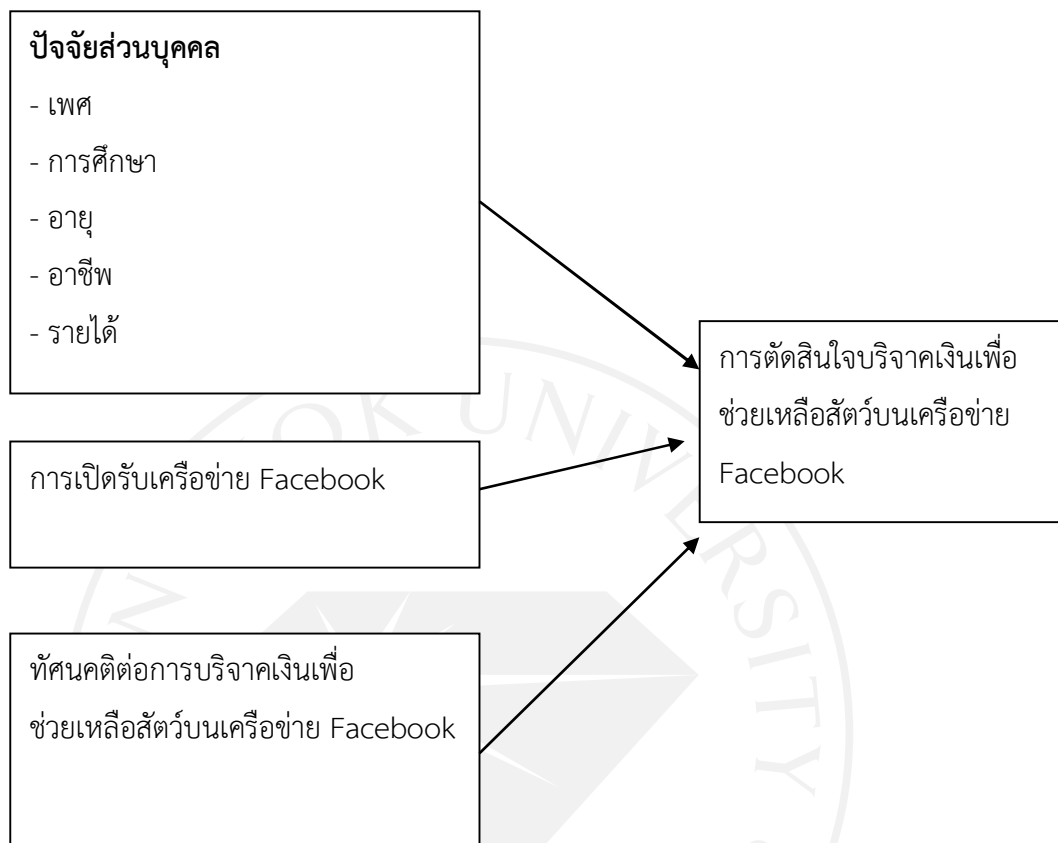 ปัจจัยส่วนบุคคล
- เพศ
- การศึกษา
- อายุ
- อาชีพ
- รายได้
การเปิดรับเครือข่าย Facebook
ทัศนคติต่อการบริจาคเงินเพื่อ
ช่วยเหลือสัตว์บนเครือข่าย Facebook
การตัดสินใจบริจาคเงินเพื่อ
ช่วยเหลือสัตว์บนเครือข่าย
Facebook
OK UNIVERSITY